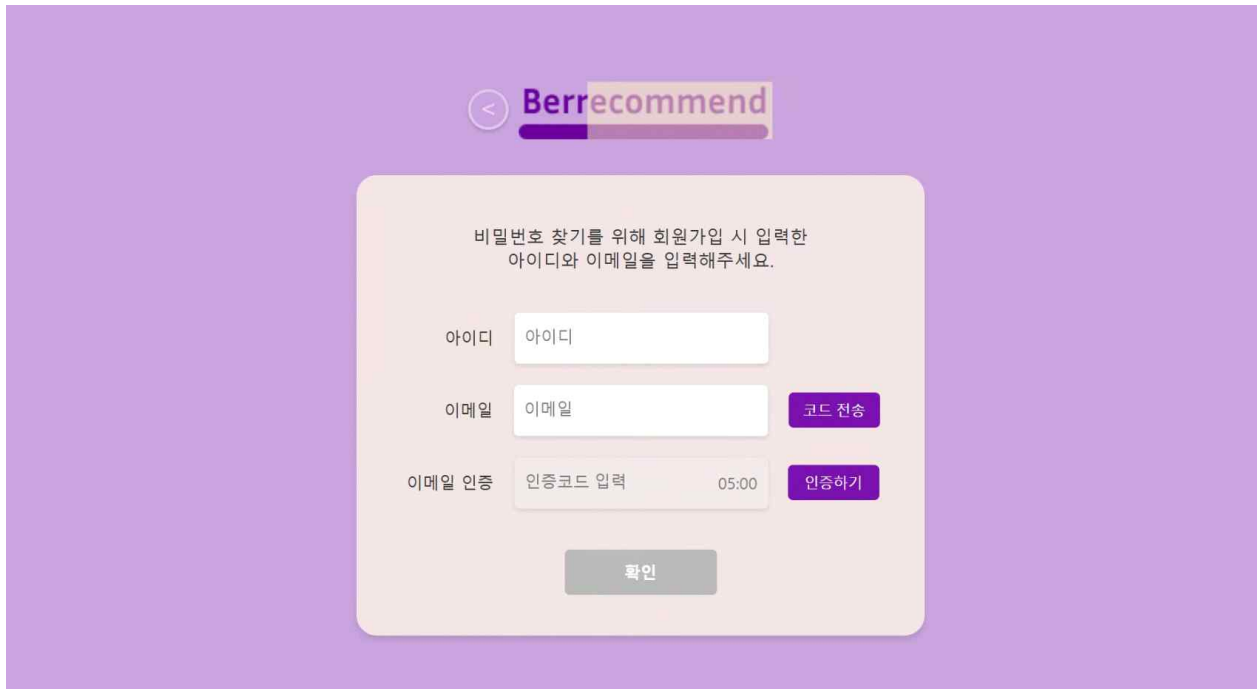 <
Berrecommend
비밀번호 찾기를 위해 회원가입 시 입력한
아이디와 이메일을 입력해주세요.
아이디 아이디
이메일 이메일 코드 전송
이메일 인증 인증코드 입력 05:00 인증하기
확인